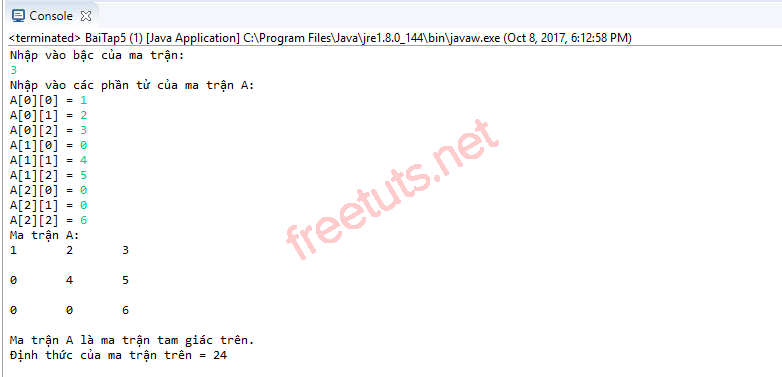 Console
<terminated> BaiTap5 (1) [Java Application] C:\Program Files\Java\jre1.8.0_144\bin\javaw.exe (Oct 8, 2017, 6:12:58 PM)
Nhập vào bậc của ma trận:
3
Nhập vào các phần tử của ma trận A:
A[0][0] = 1
A[0][1] = 2
A[0][2] = 3
A[1][0] = 0
A[1][1] = 4
A[1][2] = 5
A[2][0] = 0
A[2][1] = 0
A[2][2] = 6
Ma trận A:
1 2 3
0 4 5
0 0 6
Ma trận A là ma trận tam giác trên.
Định thức của ma trận trên = 24
freetuts.net